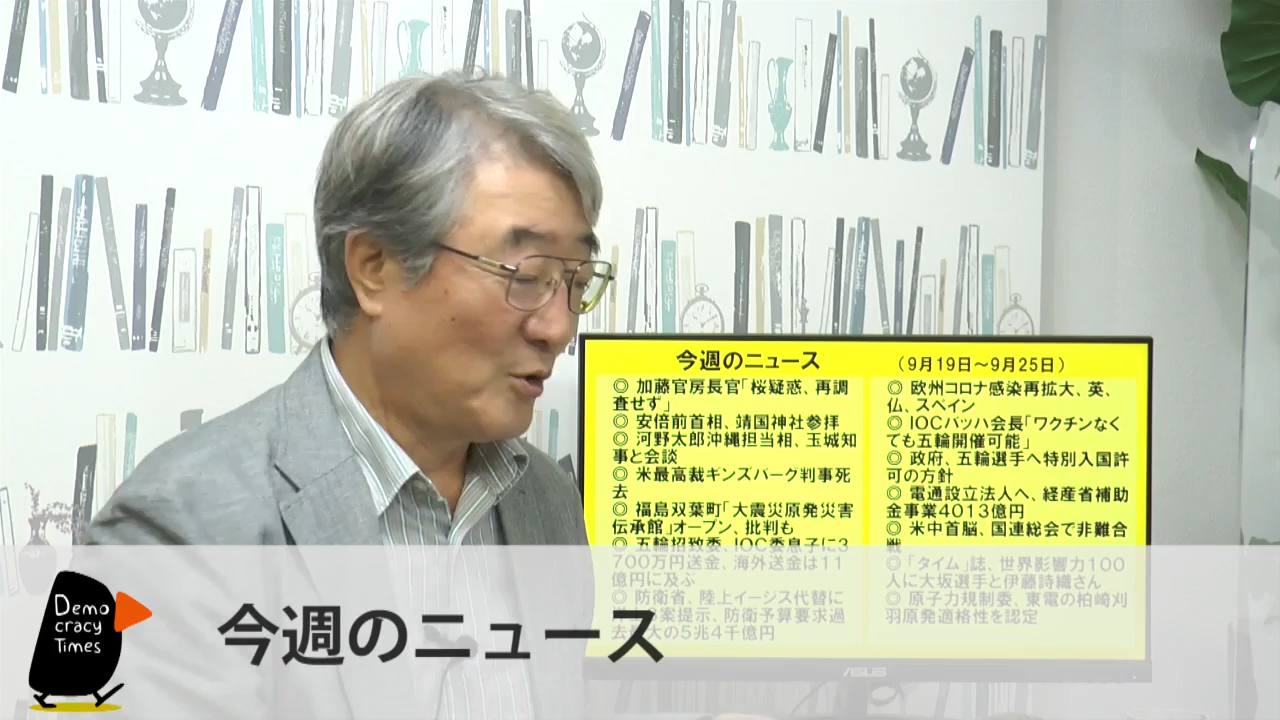 今週のニュース (9月19日～9月25日)
◎ 加藤官房長官「桜疑惑、再調
査せず」
◎ 安倍前首相、靖国神社参拝
◎ 河野太郎沖縄担当相、玉城知
事と会談
◎ 米最高裁ギンズバーグ判事死
去
◎ 福島双葉町「大震災原発災害
伝承館」オープン、批判も
◎ 五輪招致委、IOC委息子に3
700万円送金、海外送金は11
億円に及ぶ
◎ 防衛省、陸上イージス代替に
案提示、防衛予算要求過
去最大の5兆4千億円
◎ 欧州コロナ感染再拡大、英、
仏、スペイン
◎ IOCバッハ会長「ワクチンなく
ても五輪開催可能」
◎ 政府、五輪選手へ特別入国許
可の方針
◎ 電通設立法人へ、経産省補助
金事業4013億円
◎ 米中首脳、国連総会で非難合
戦
◎ 「タイム」誌、世界影響力100
人に大坂選手と伊藤詩織さん
◎ 原子力規制委、東電の柏崎刈
羽原発適格性を認定
ASUS
Demo
cracy
Times
今週のニュース